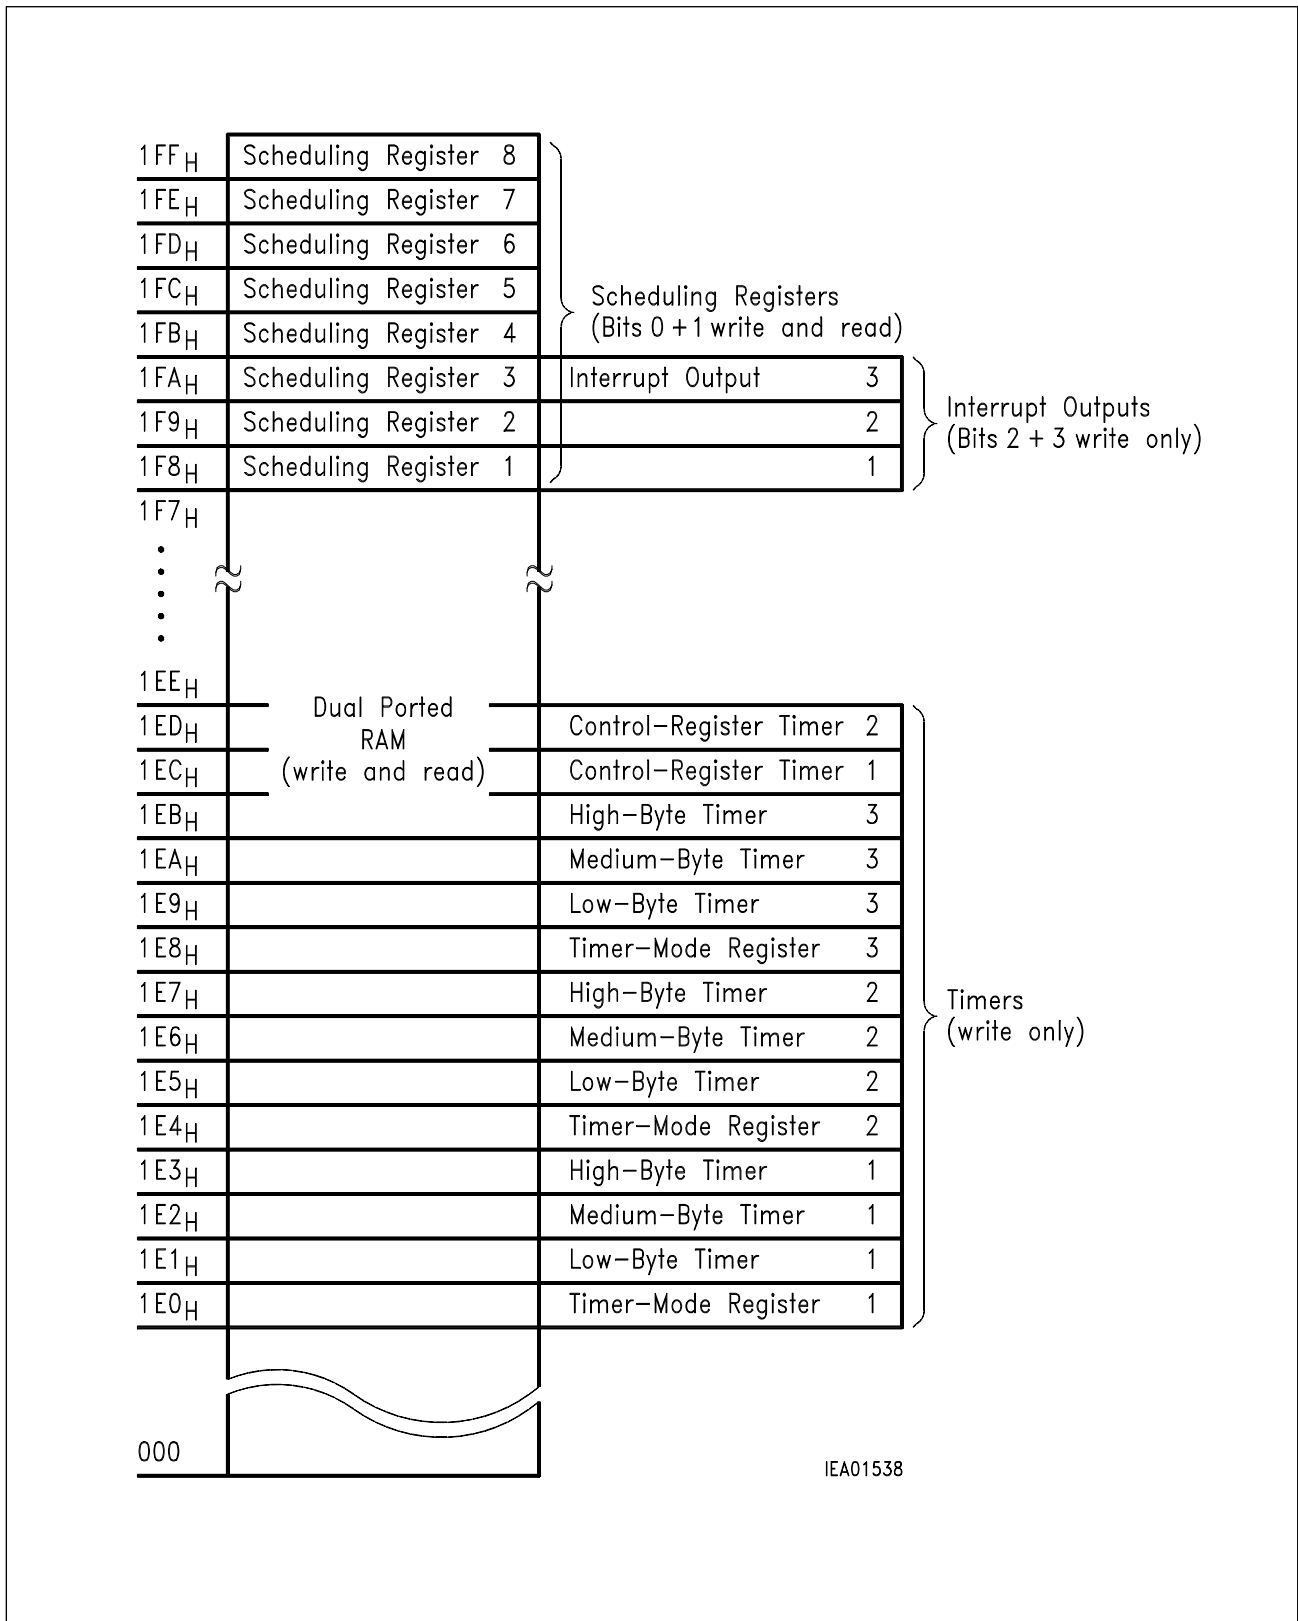 1FFH Scheduling Register 8
1FEH Scheduling Register 7
1FDH Scheduling Register 6
1FCH Scheduling Register 5
Scheduling Registers
(Bits 0 + 1 write and read)
1FBH Scheduling Register 4
1FAH Scheduling Register 3 Interrupt Output 3
1F9H Scheduling Register 2 2
1F8H Scheduling Register 1 1
Interrupt Outputs
(Bits 2 + 3 write only)
1F7H
1EEH
Dual Ported
RAM
(write and read)
1EDH Control-Register Timer 2
1ECH Control-Register Timer 1
1EBH High-Byte Timer 3
1EAH Medium-Byte Timer 3
1E9H Low-Byte Timer 3
1E8H Timer-Mode Register 3
1E7H High-Byte Timer 2
1E6H Medium-Byte Timer 2
1E5H Low-Byte Timer 2
1E4H Timer-Mode Register 2
1E3H High-Byte Timer 1
1E2H Medium-Byte Timer 1
1E1H Low-Byte Timer 1
1E0H Timer-Mode Register 1
Timers
(write only)
000
IEA01538